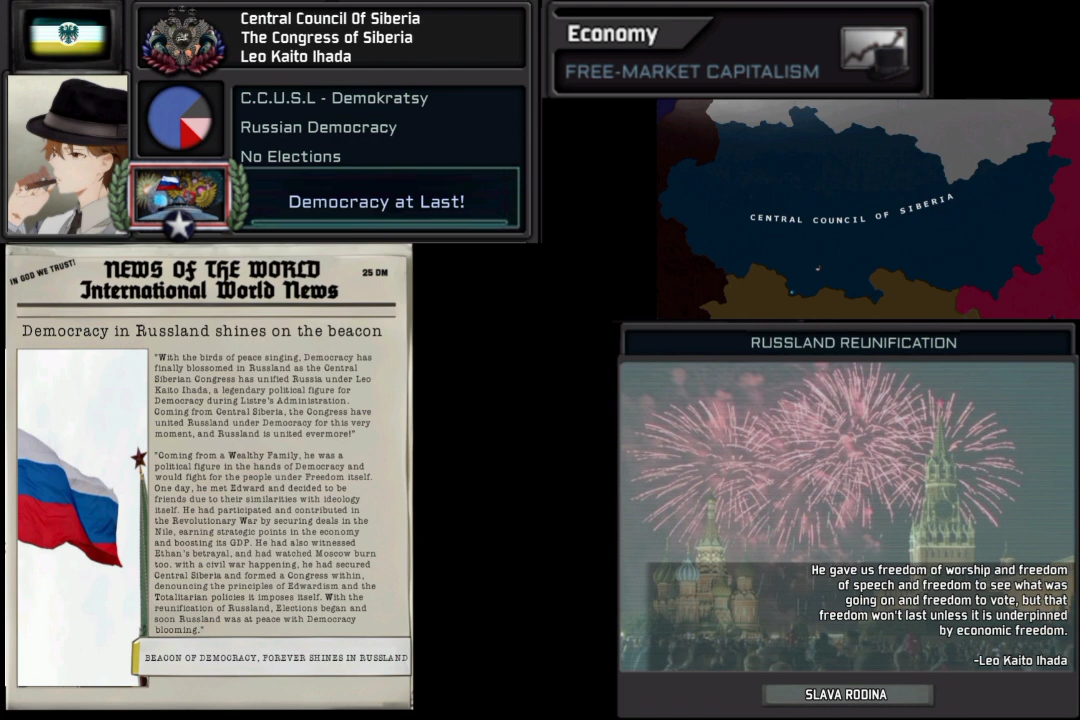 Central Council Of Siberia
The Congress of Siberia
Leo Kaito Ihada
C.C.U.S.L - Demokratsy
Russian Democracy
No Elections
Democracy at Last!
Economy
FREE-MARKET CAPITALISM
CENTRAL COUNCIL OF SIBERIA
IN GOD WE TRUST!
NEWS OF THE WORLD
25 DM
International World News
Democracy in Russland shines on the beacon
"With the birds of peace singing, Democracy has
finally blossomed in Russland as the Central
Siberian Congress has unified Russia under Leo
Kaito Ihada, a legendary political figure for
Democracy during Listre's Administration.
Coming from Central Siberia, the Congress have
united Russland under Democracy for this very
moment, and Russland is united evermore!"
"Coming from a Wealthy Family, he was a
political figure in the hands of Democracy and
would fight for the people under Freedom itself.
One day, he met Edward and decided to be
friends due to their similarities with ideology
itself. He had participated and contributed in
the Revolutionary War by securing deals in the
Nile, earning strategic points in the economy
and boosting its GDP. He had also witnessed
Ethan's betrayal, and had watched Moscow burn
too, with a civil war happening, he had secured
Central Siberia and formed a Congress within,
denouncing the principles of Edwardism and the
Totalitarian policies it imposes itself. With the
reunification of Russland, Elections began and
soon Russland was at peace with Democracy
blooming."
BEACON OF DEMOCRACY, FOREVER SHINES IN RUSSLAND
RUSSLAND REUNIFICATION
He gave us freedom of worship and freedom
of speech and freedom to see what was
going on and freedom to vote, but that
freedom won't last unless it is underpinned
by economic freedom.
-Leo Kaito Ihada
SLAVA RODINA